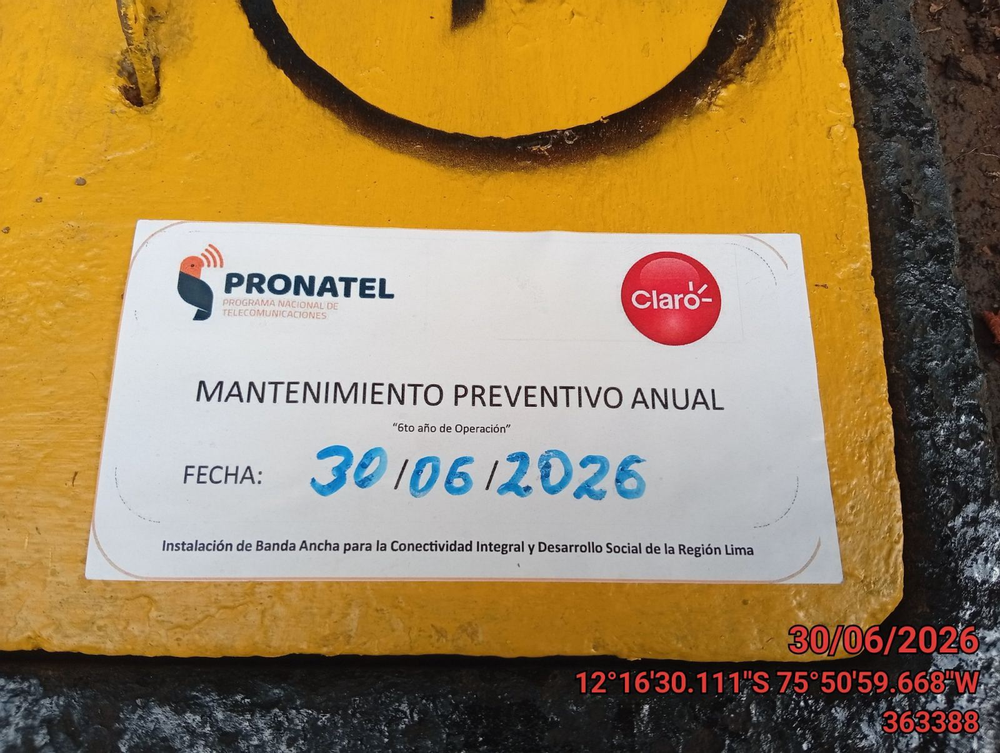 PRONATEL
PROGRAMA NACIONAL DE
TELECOMUNICACIONES
Claro
MANTENIMIENTO PREVENTIVO ANUAL
“6to año de Operación”
FECHA: 30/06/2026
Instalación de Banda Ancha para la Conectividad Integral y Desarrollo Social de la Región Lima
30/06/2026
12°16'30.111"S 75°50'59.668"W
363388